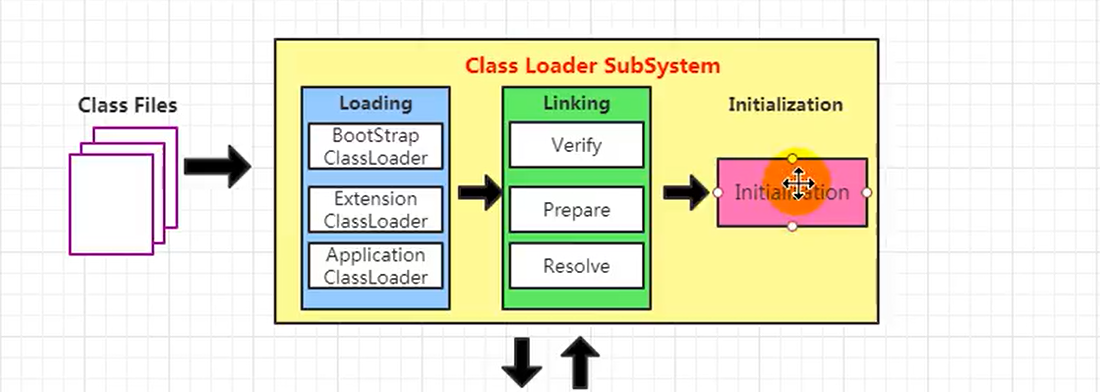 Class Loader SubSystem
Class Files
Loading
BootStrap
ClassLoader
Extension
ClassLoader
Application
ClassLoader
Linking
Verify
Prepare
Resolve
Initialization
Initialization